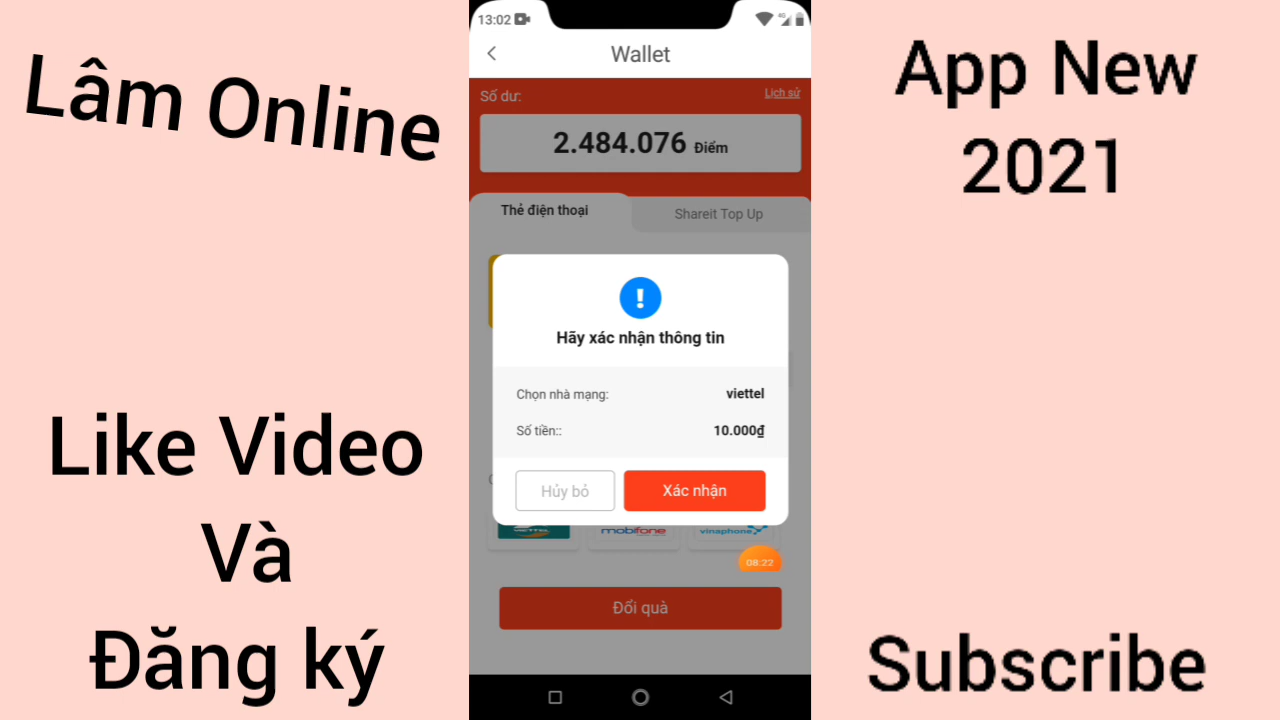 Lâm Online
Like Video
Và
Đăng ký
13:02
4G
Wallet
Số dư:
Lịch sử
2.484.076 Điểm
Thẻ điện thoại
Shareit Top Up
!
Hãy xác nhận thông tin
Chọn nhà mạng:
viettel
Số tiền::
10.000₫
Hủy bỏ
Xác nhận
mobifone
vinaphone
08:22
Đổi quà
App New
2021
Subscribe